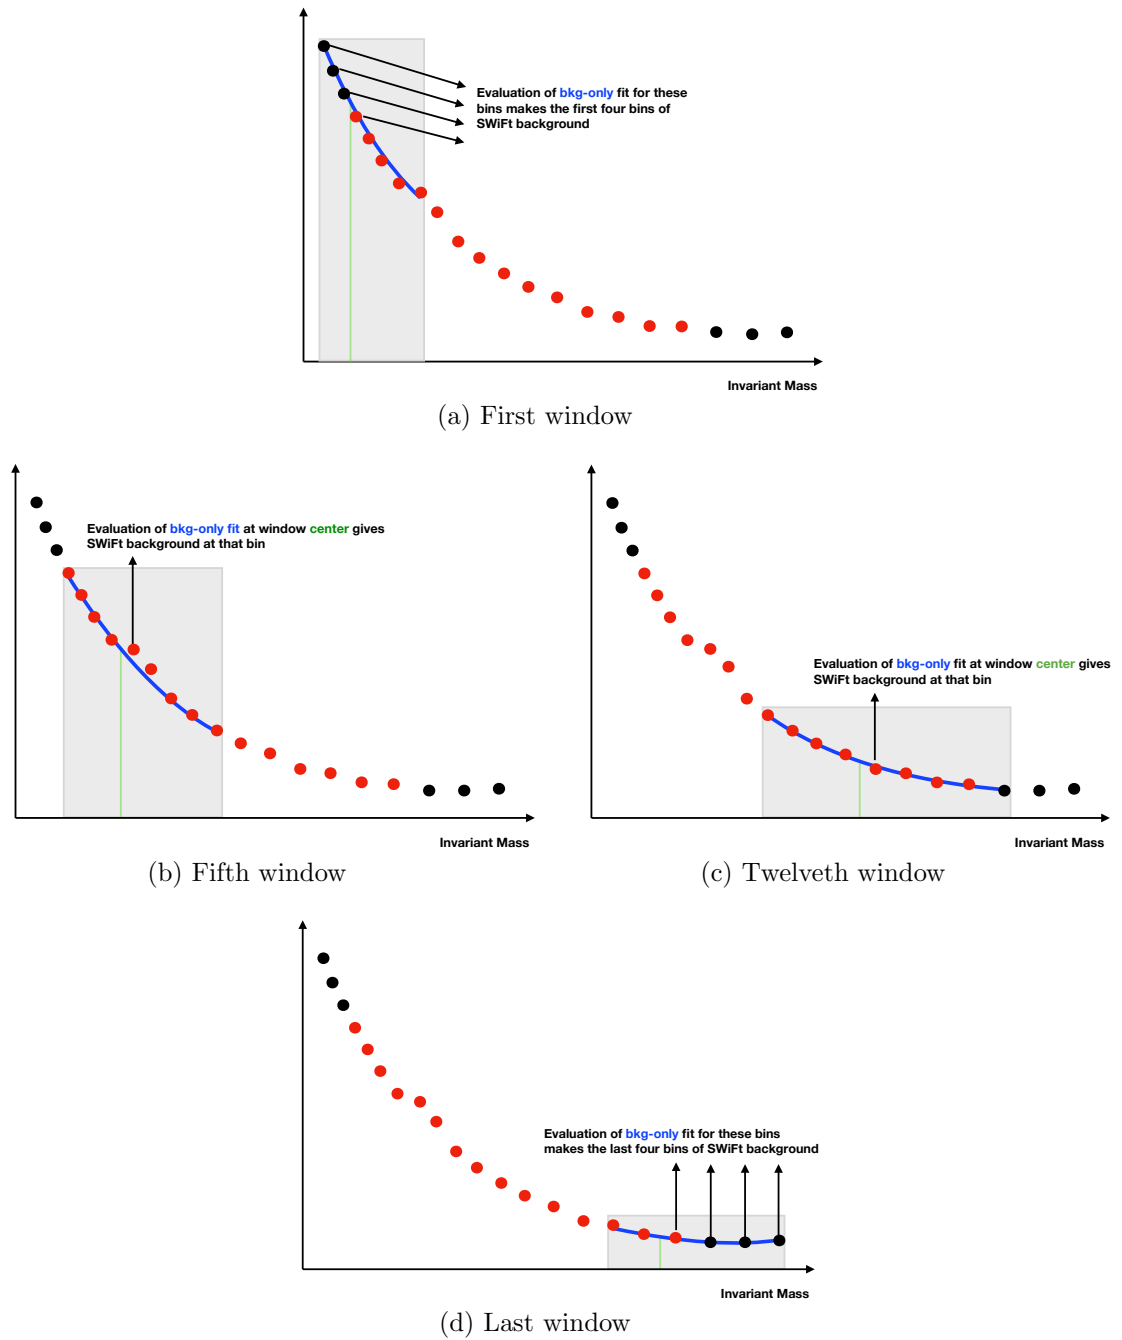 Evaluation of bkg-only fit for these
bins makes the first four bins of
SWiFt background
Invariant Mass
(a) First window
Evaluation of bkg-only fit at window center gives
SWiFt background at that bin
Invariant Mass
(b) Fifth window
Evaluation of bkg-only fit at window center gives
SWiFt background at that bin
Invariant Mass
(c) Twelveth window
Evaluation of bkg-only fit for these bins
makes the last four bins of SWiFt background
Invariant Mass
(d) Last window